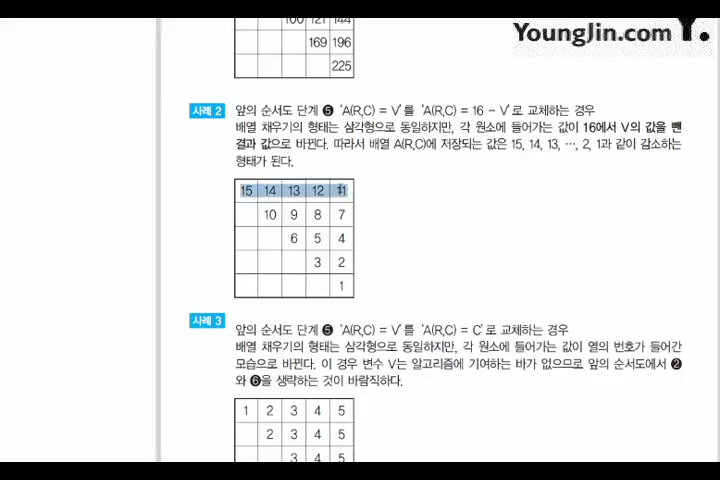 YoungJin.com Y.
100 121 144
169 196
225
사례 2
앞의 순서도 단계 ❺ 'A(R,C) = V'를 'A(R,C) = 16 - V'로 교체하는 경우
배열 채우기의 형태는 삼각형으로 동일하지만, 각 원소에 들어가는 값이 16에서 V의 값을 뺀
결과 값으로 바뀐다. 따라서 배열 A(R,C)에 저장되는 값은 15, 14, 13, …, 2, 1과 같이 감소하는
형태가 된다.
15 14 13 12 11
10 9 8 7
6 5 4
3 2
1
사례 3
앞의 순서도 단계 ❺ 'A(R,C) = V'를 'A(R,C) = C'로 교체하는 경우
배열 채우기의 형태는 삼각형으로 동일하지만, 각 원소에 들어가는 값이 열의 번호가 들어간
모습으로 바뀐다. 이 경우 변수 V는 알고리즘에 기여하는 바가 없으므로 앞의 순서도에서 ❷
와 ❻을 생략하는 것이 바람직하다.
1 2 3 4 5
2 3 4 5
3 4 5